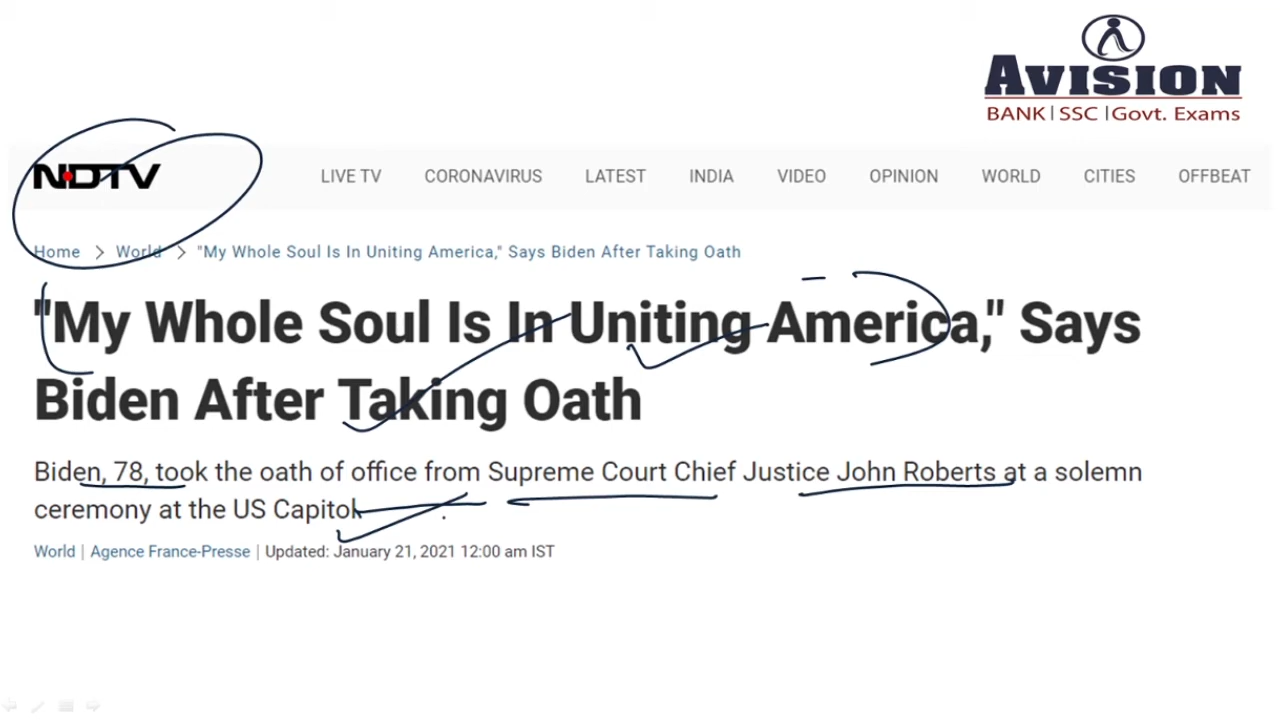 AVISION
BANK | SSC | Govt. Exams
NDTV LIVE TV CORONAVIRUS LATEST INDIA VIDEO OPINION WORLD CITIES OFFBEAT
Home > World > "My Whole Soul Is In Uniting America," Says Biden After Taking Oath
"My Whole Soul Is In Uniting America," Says
Biden After Taking Oath
Biden, 78, took the oath of office from Supreme Court Chief Justice John Roberts at a solemn
ceremony at the US Capitol
World | Agence France-Presse | Updated: January 21, 2021 12:00 am IST